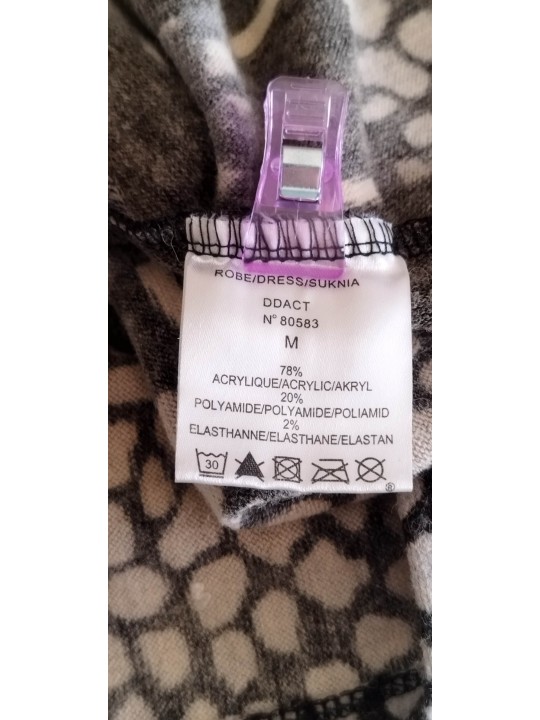 ROBE/DRESS/SUKNIA
DDACT
N° 80583
M
78%
ACRYLIQUE/ACRYLIC/AKRYL
20%
POLYAMIDE/POLYAMIDE/POLIAMID
2%
ELASTHANNE/ELASTHANE/ELASTAN
30
®